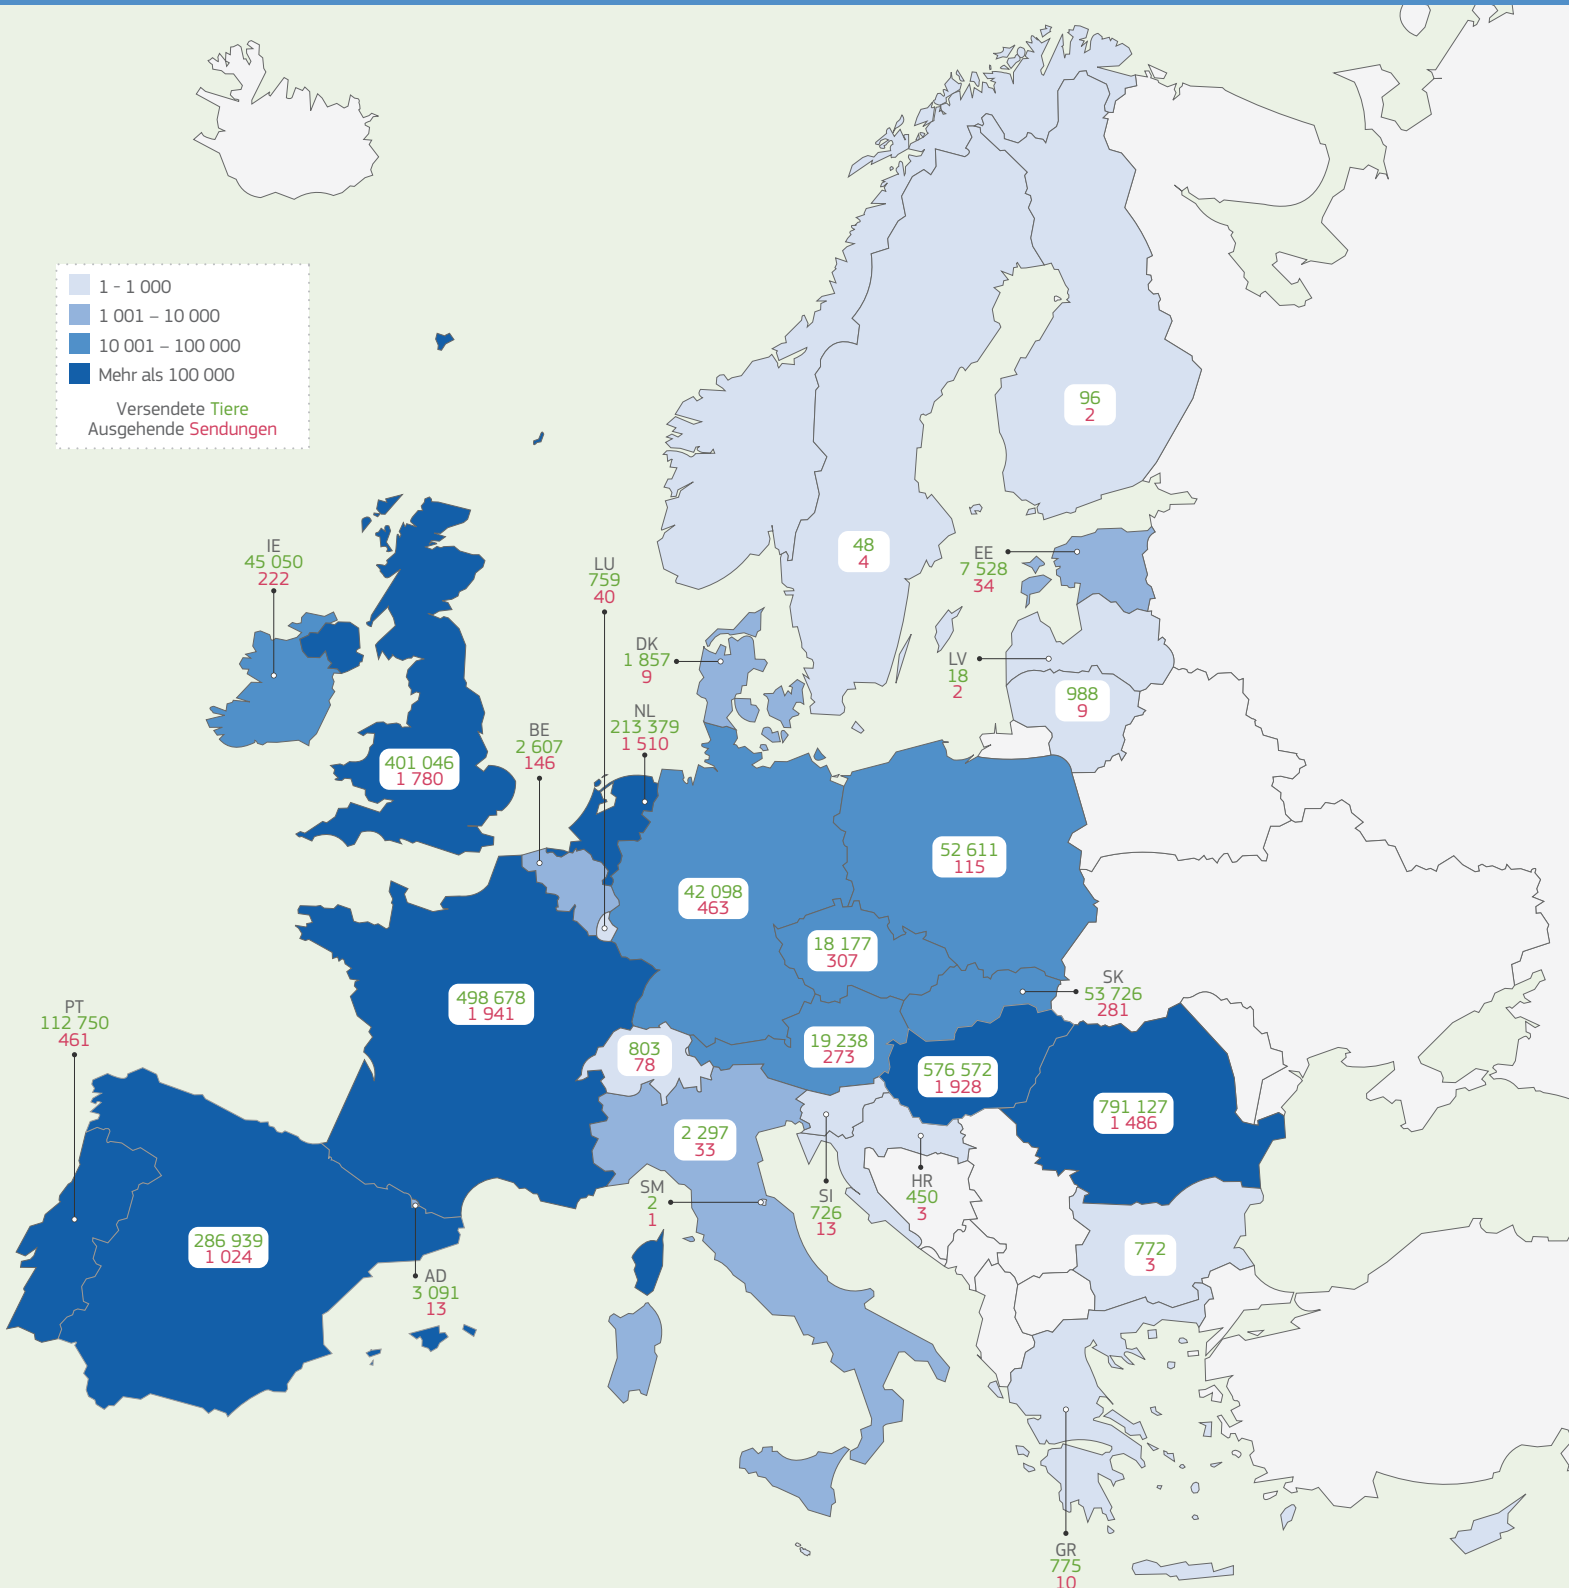 1 - 1 000
1 001 – 10 000
10 001 – 100 000
Mehr als 100 000
Versendete Tiere
Ausgehende Sendungen
96
2
48
4
EE
7 528
34
IE
45 050
222
LU
759
40
DK
1 857
9
LV
18
2
988
9
NL
213 379
1 510
BE
2 607
146
401 046
1 780
52 611
115
42 098
463
18 177
307
SK
53 726
281
498 678
1 941
PT
112 750
461
803
78
19 238
273
576 572
1 928
791 127
1 486
2 297
33
SM
2
1
SI
726
13
HR
450
3
286 939
1 024
772
3
AD
3 091
13
GR
775
10